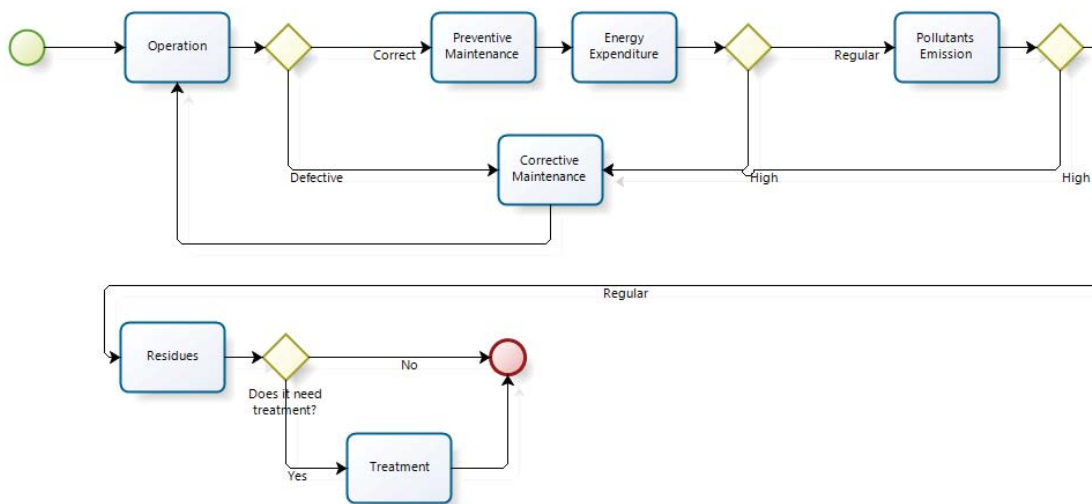 Operation
Correct
Preventive
Maintenance
Energy
Expenditure
Regular
Pollutants
Emission
Defective
Corrective
Maintenance
High
High
Regular
Residues
Does it need
treatment?
No
Yes
Treatment